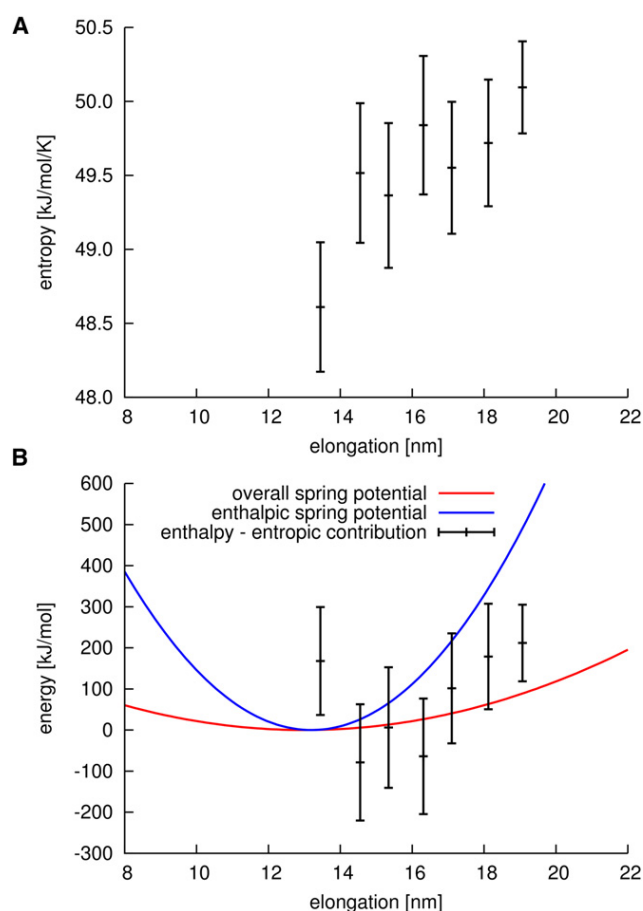 A
50.5
50.0
49.5
49.0
48.5
48.0
entropy [kJ/mol/K]
8 10 12 14 16 18 20 22
elongation [nm]
B
600
500
400
300
200
100
0
-100
-200
-300
energy [kJ/mol]
overall spring potential
enthalpic spring potential
enthalpy - entropic contribution
8 10 12 14 16 18 20 22
elongation [nm]